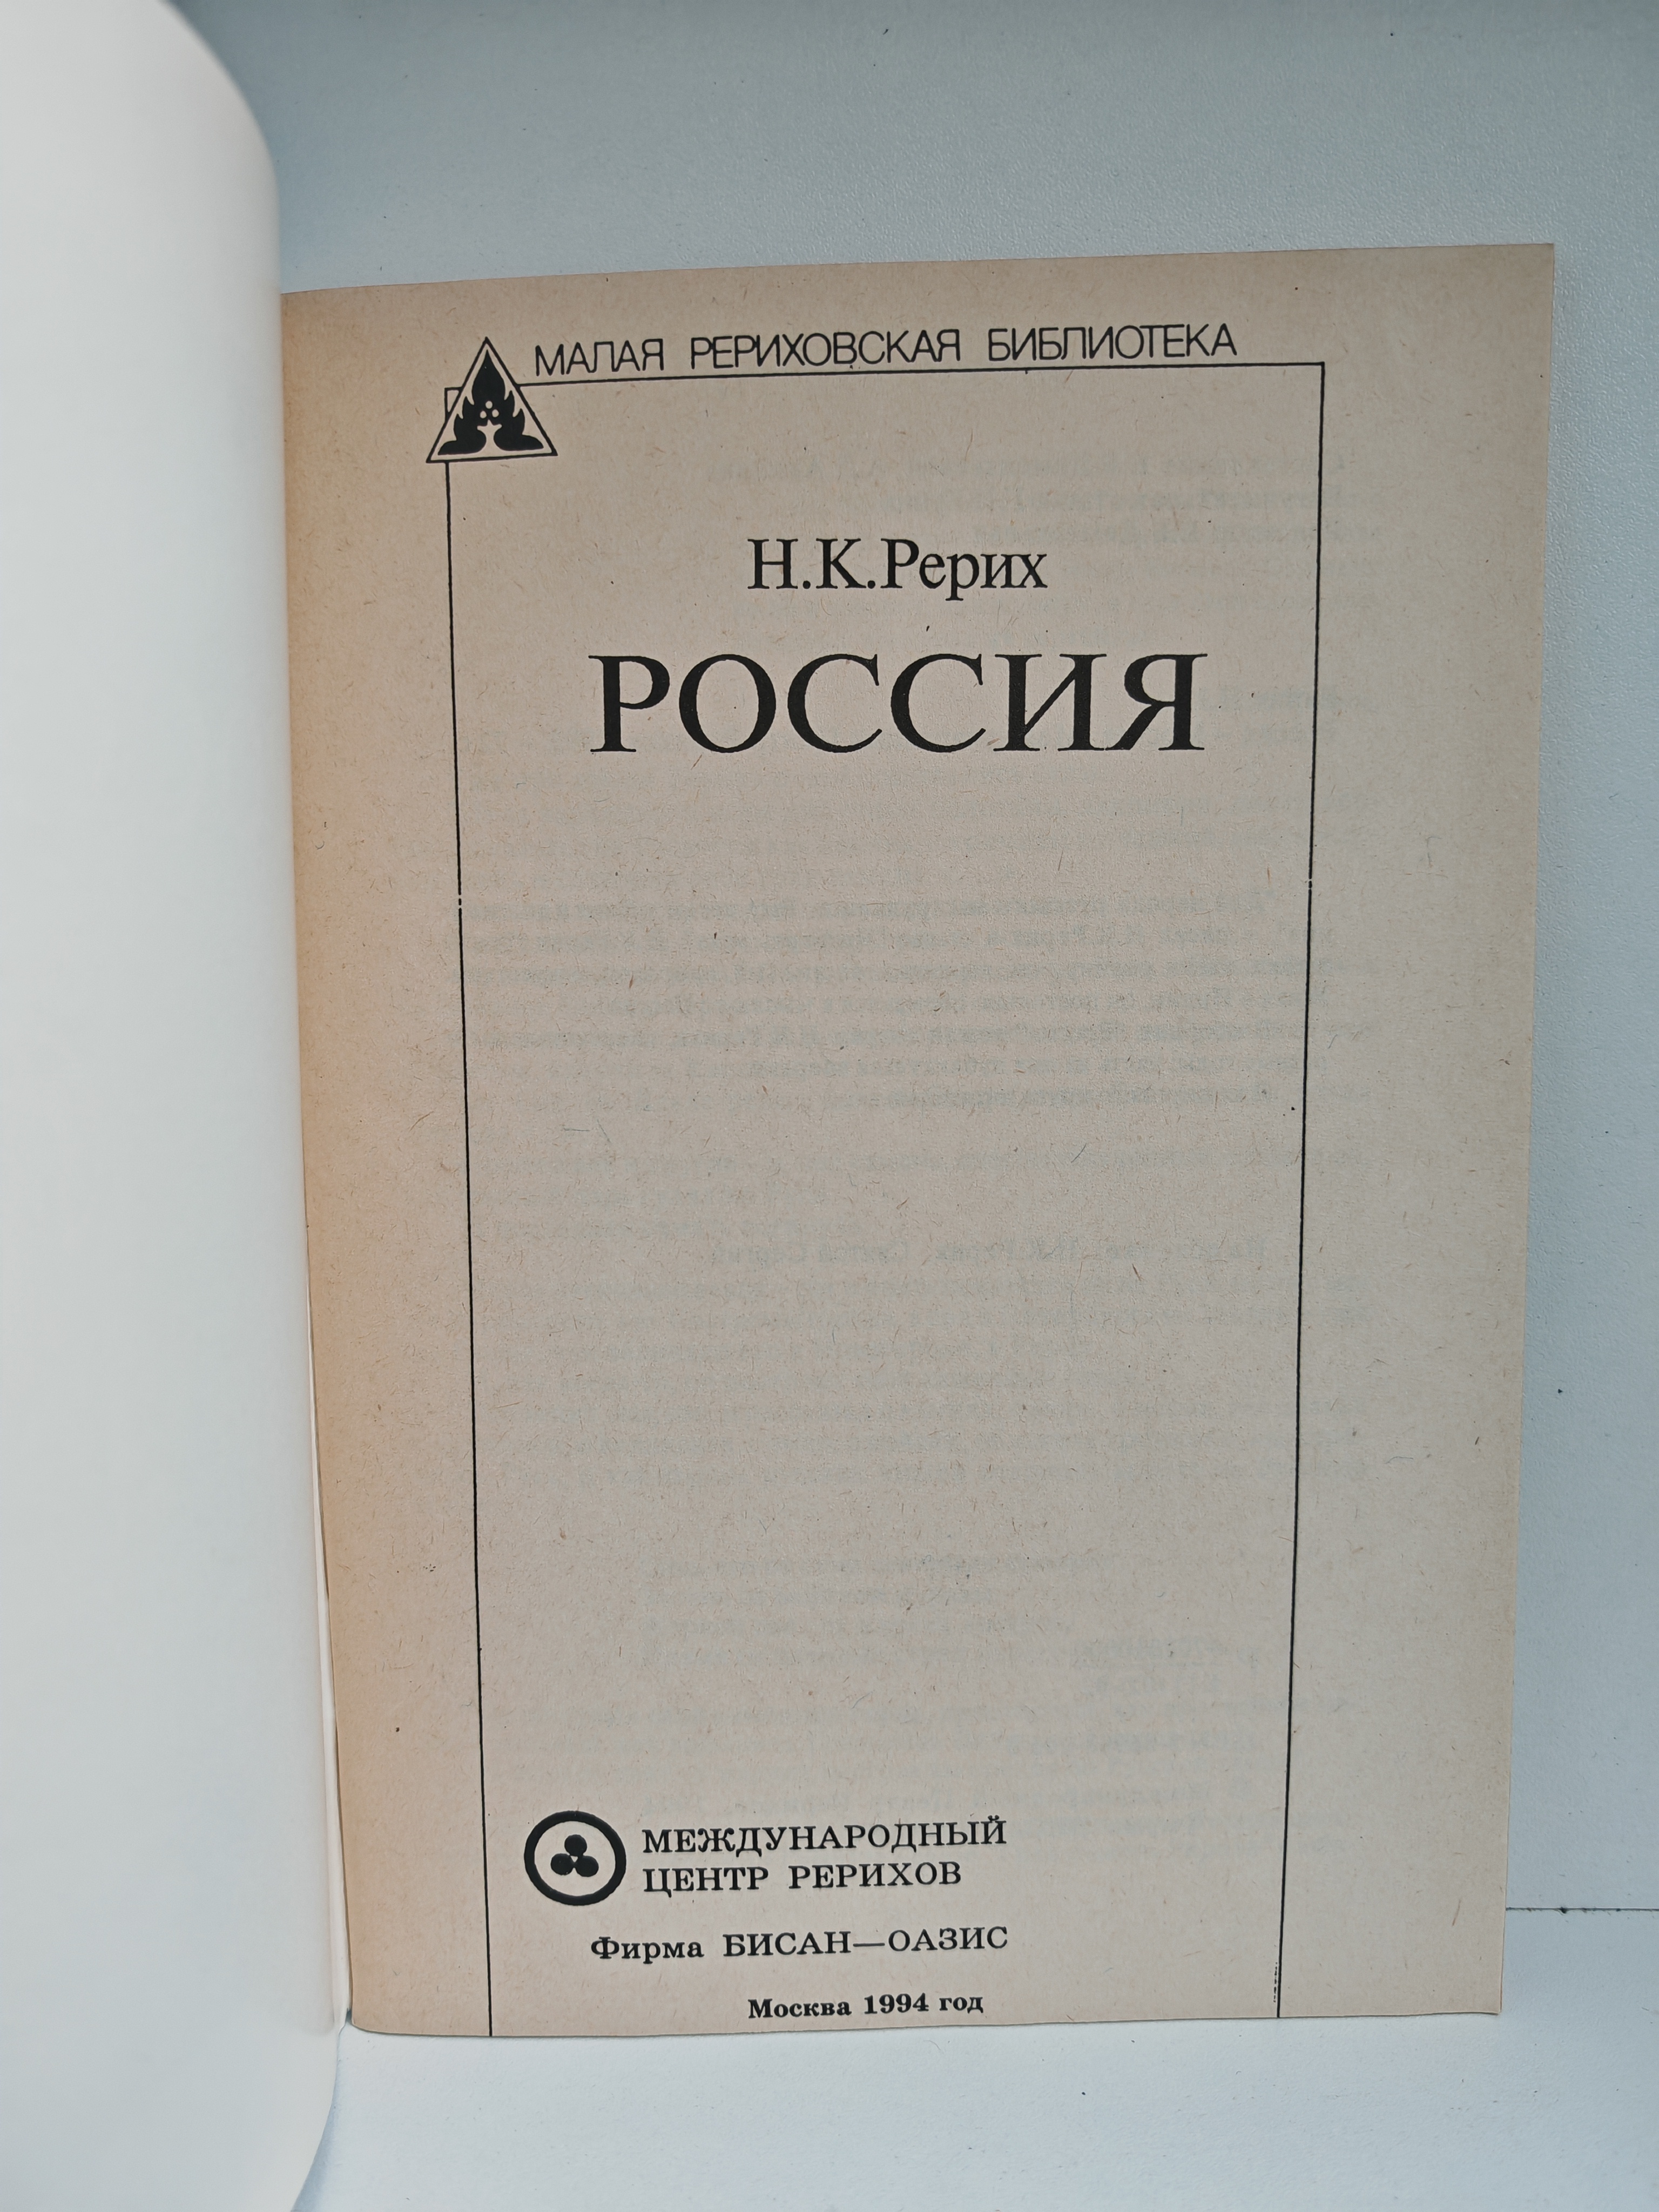 МАЛАЯ РЕРИХОВСКАЯ БИБЛИОТЕКА
Н.К.Рерих
РОССИЯ
МЕЖДУНАРОДНЫЙ
ЦЕНТР РЕРИХОВ
Фирма БИСАН—ОАЗИС
Москва 1994 год